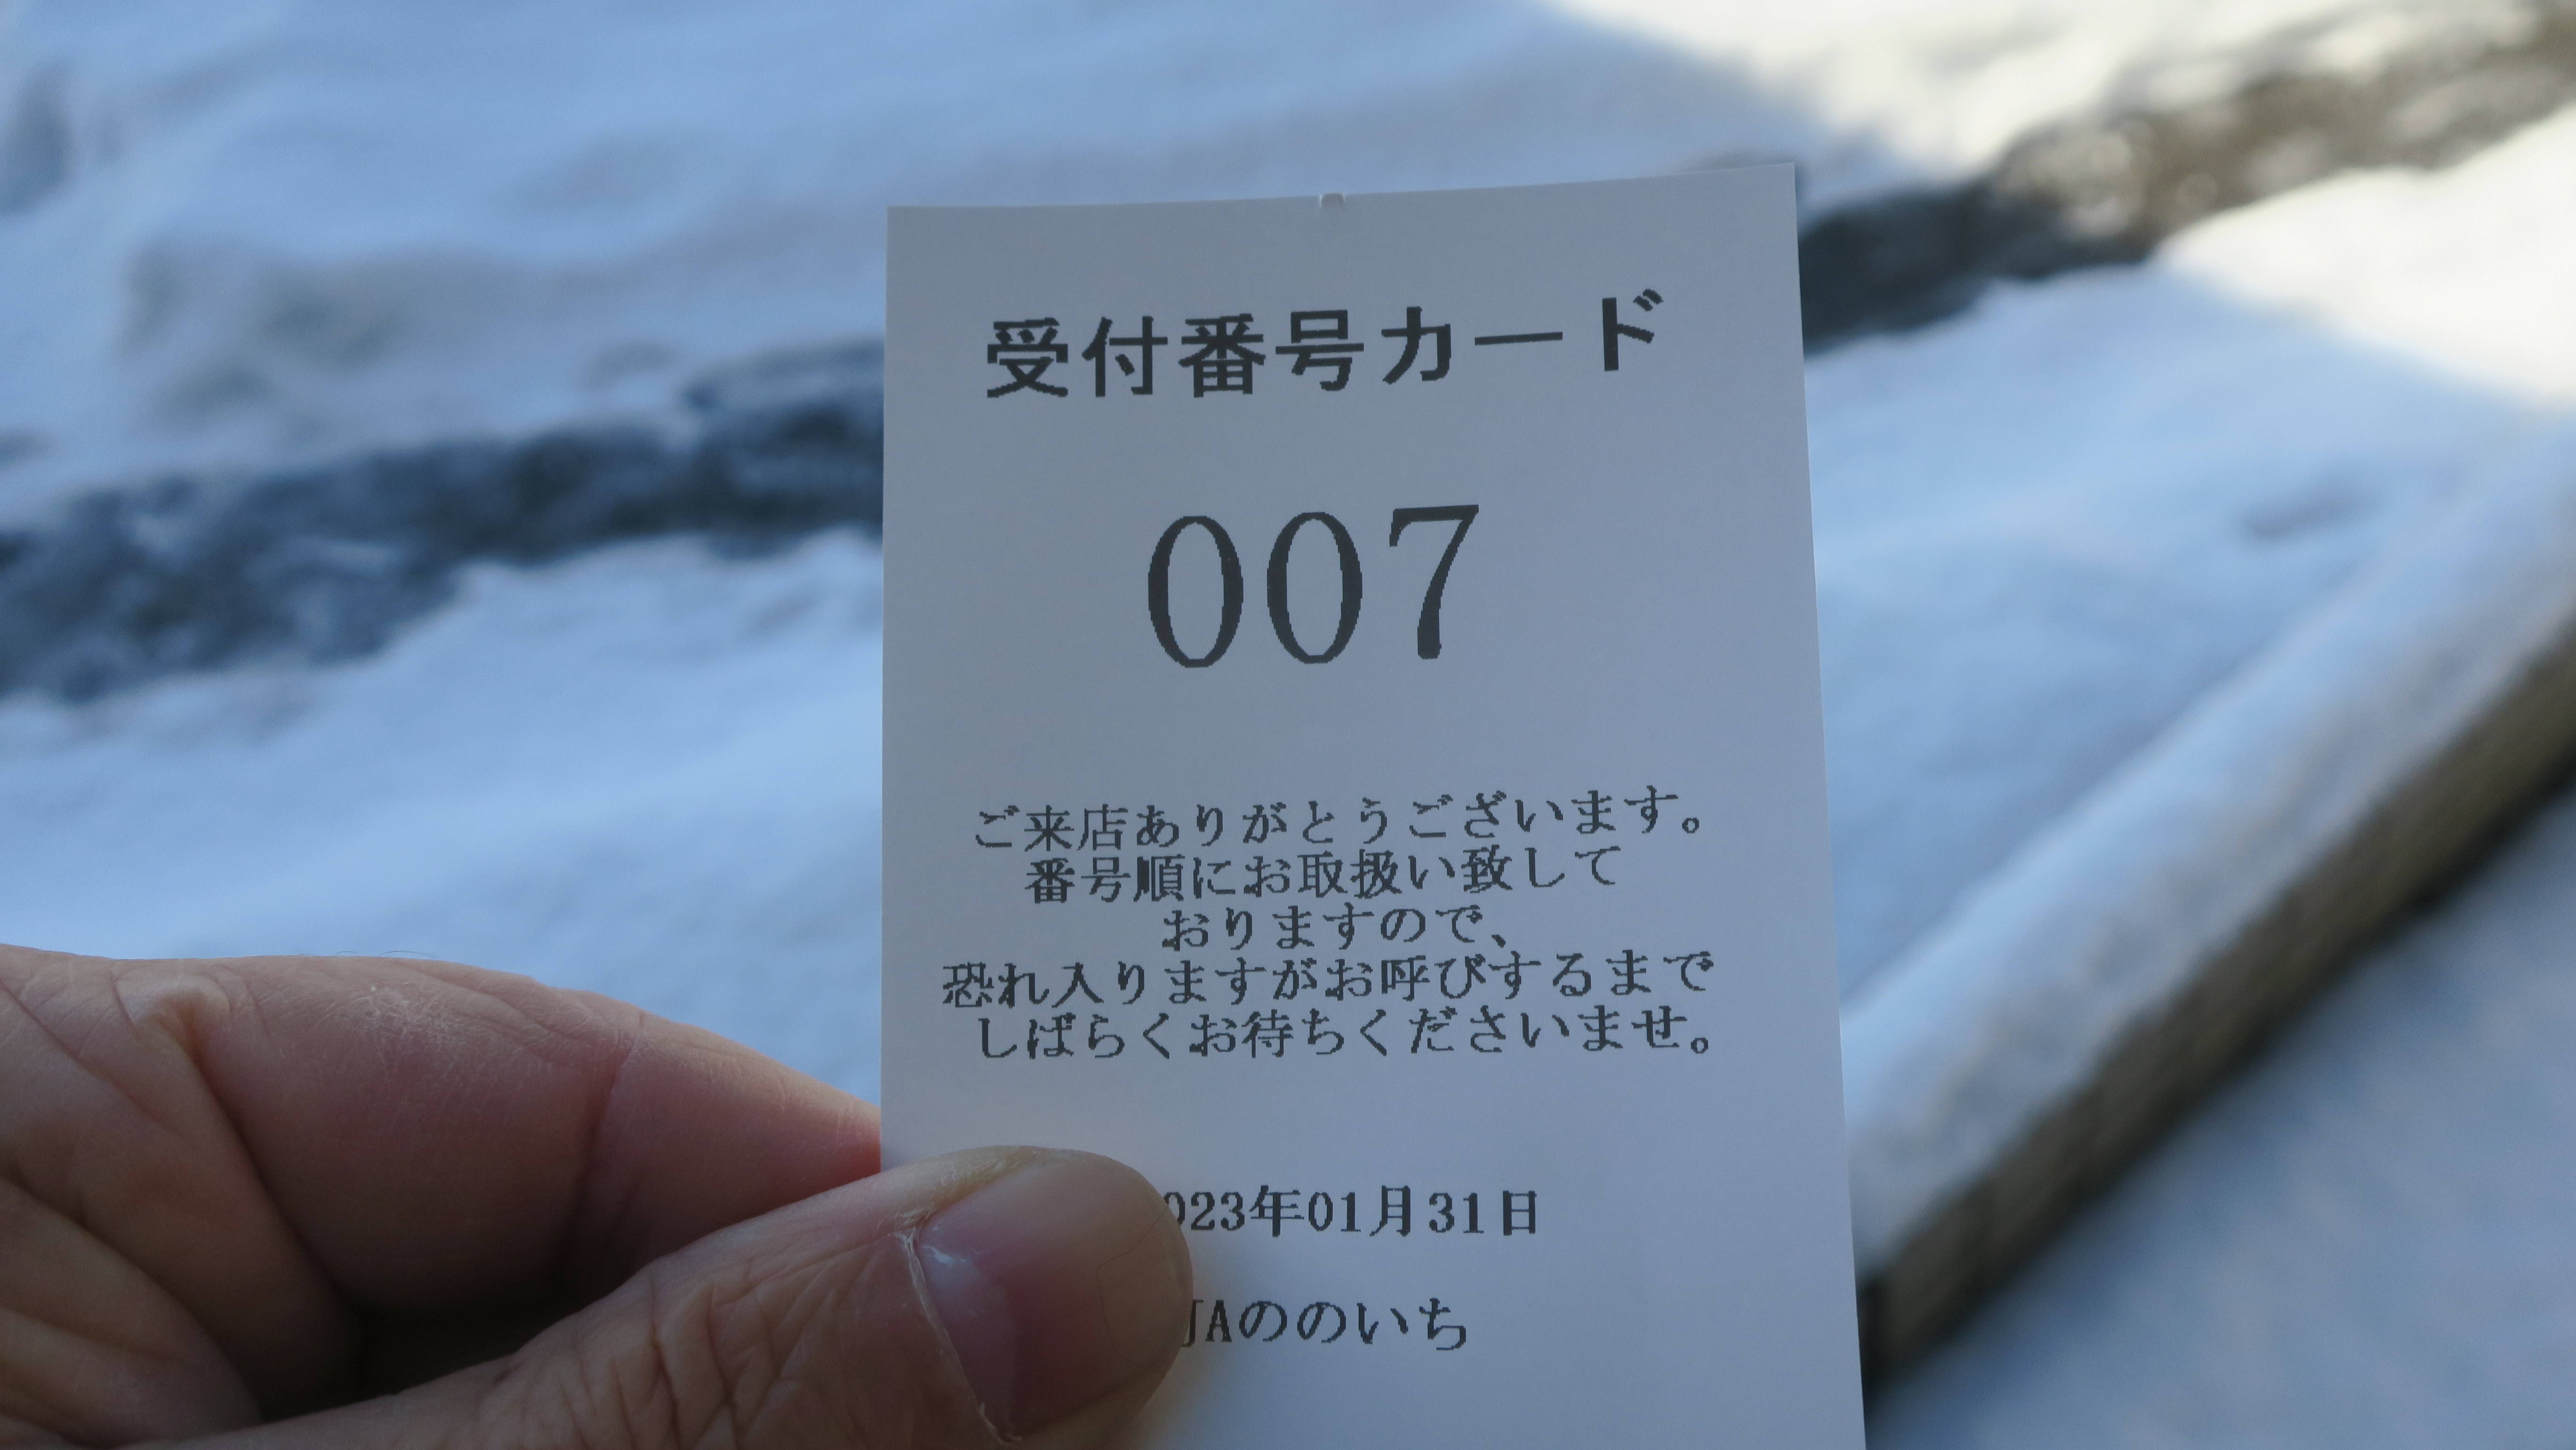 受付番号カード
007
ご来店ありがとうございます。
番号順にお取扱い致して
おりますので、
恐れ入りますがお呼びするまで
しばらくお待ちくださいませ。
023年01月31日
JAののいち